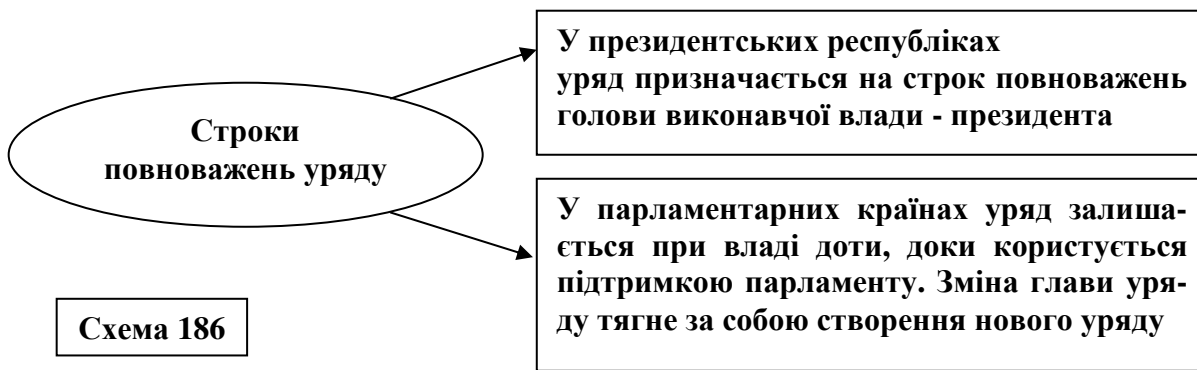 Строки
повноважень уряду
У президентських республіках
уряд призначається на строк повноважень
голови виконавчої влади - президента
У парламентарних країнах уряд залиша-
ється при владі доти, доки користується
підтримкою парламенту. Зміна глави уря-
ду тягне за собою створення нового уряду
Схема 186